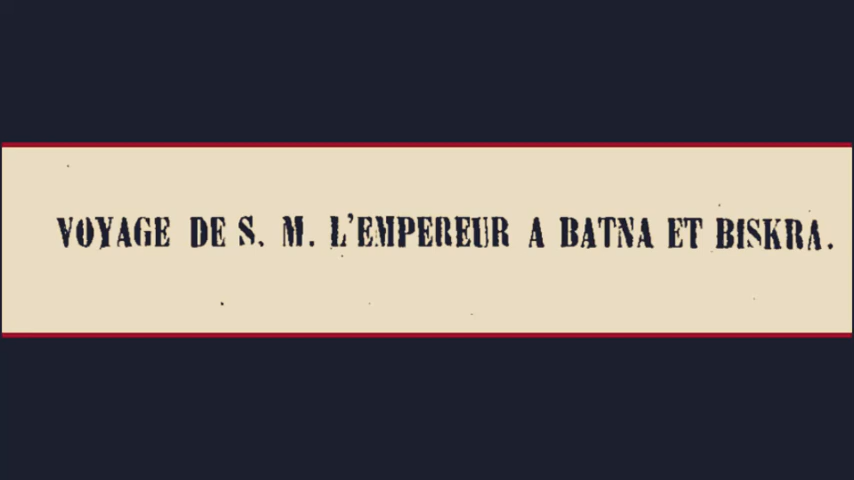 VOYAGE DE S. M. L'EMPEREUR A BATNA ET BISKRA.